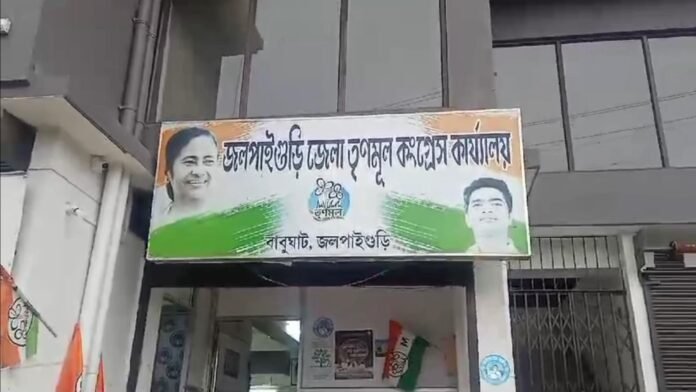 জলপাইগুড়ি জেলা তৃণমূল কংগ্রেস কার্য্যালয়
তৃণমূল
বাবুঘাট, জলপাইগুড়ি